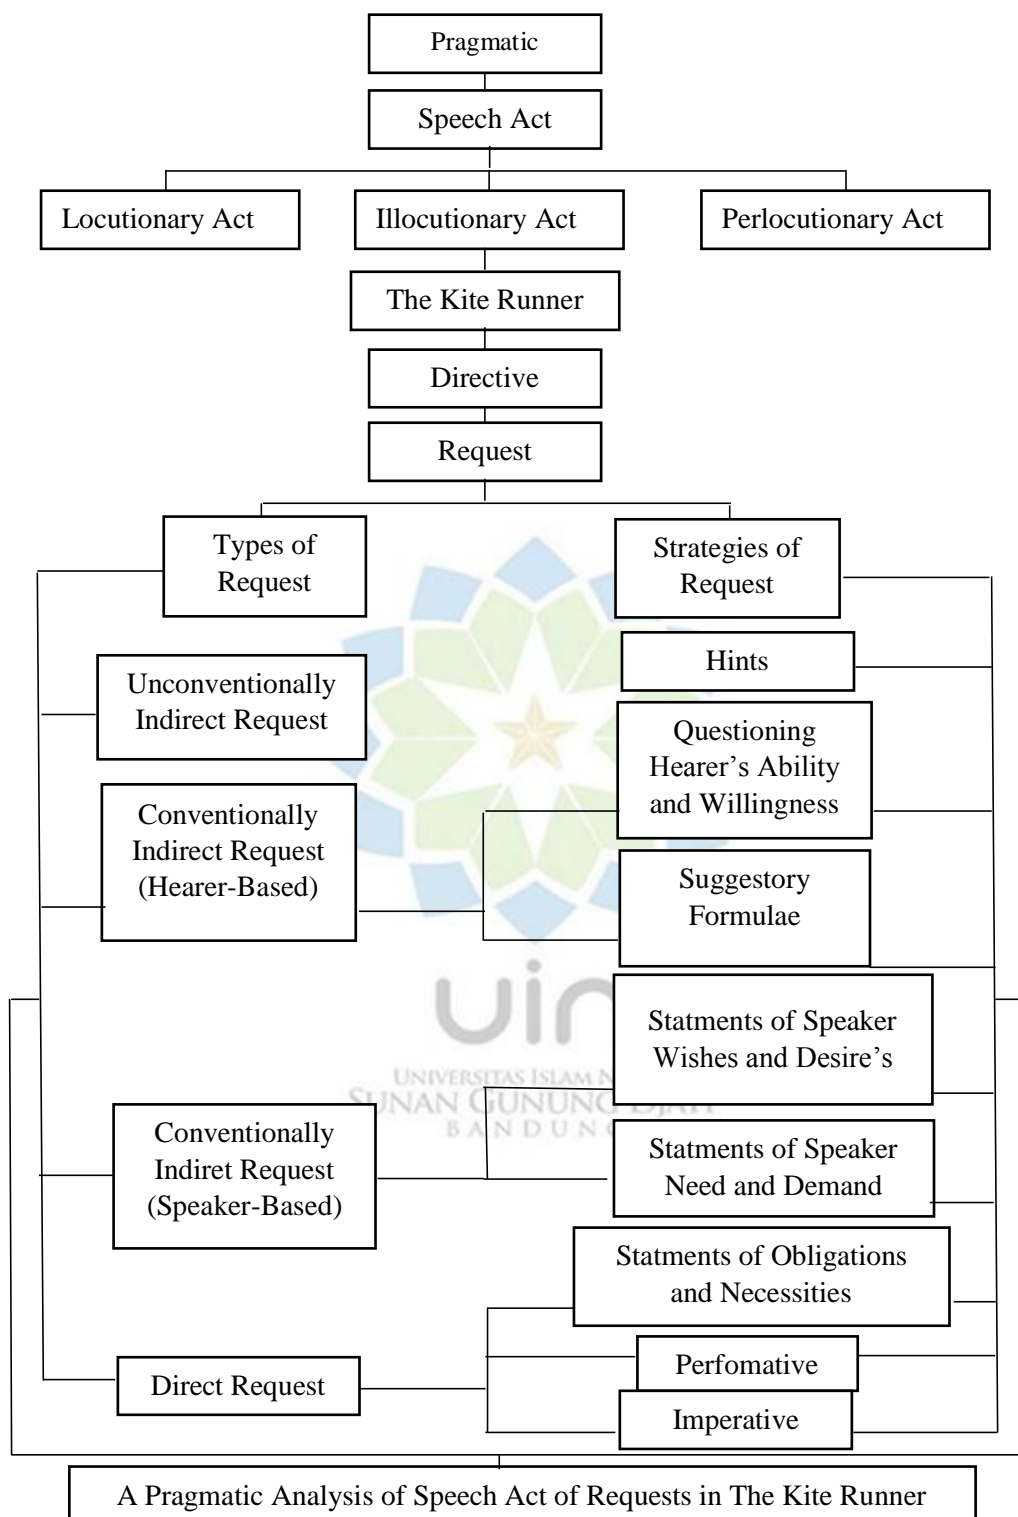 Pragmatic
Speech Act
Locutionary Act
Illocutionary Act
Perlocutionary Act
The Kite Runner
Directive
Request
Types of
Request
Strategies of
Request
Unconventionally
Indirect Request
Hints
Questioning
Hearer's Ability
and Willingness
Conventionally
Indirect Request
(Hearer-Based)
Suggestory
Formulae
Statments of Speaker
Wishes and Desire's
uin
UNIVERSITAS ISLAM N
SUNAN GUNUNG DJATI
BANDUNG
Conventionally
Indiret Request
(Speaker-Based)
Statments of Speaker
Need and Demand
Statments of Obligations
and Necessities
Direct Request
Perfomative
Imperative
A Pragmatic Analysis of Speech Act of Requests in The Kite Runner